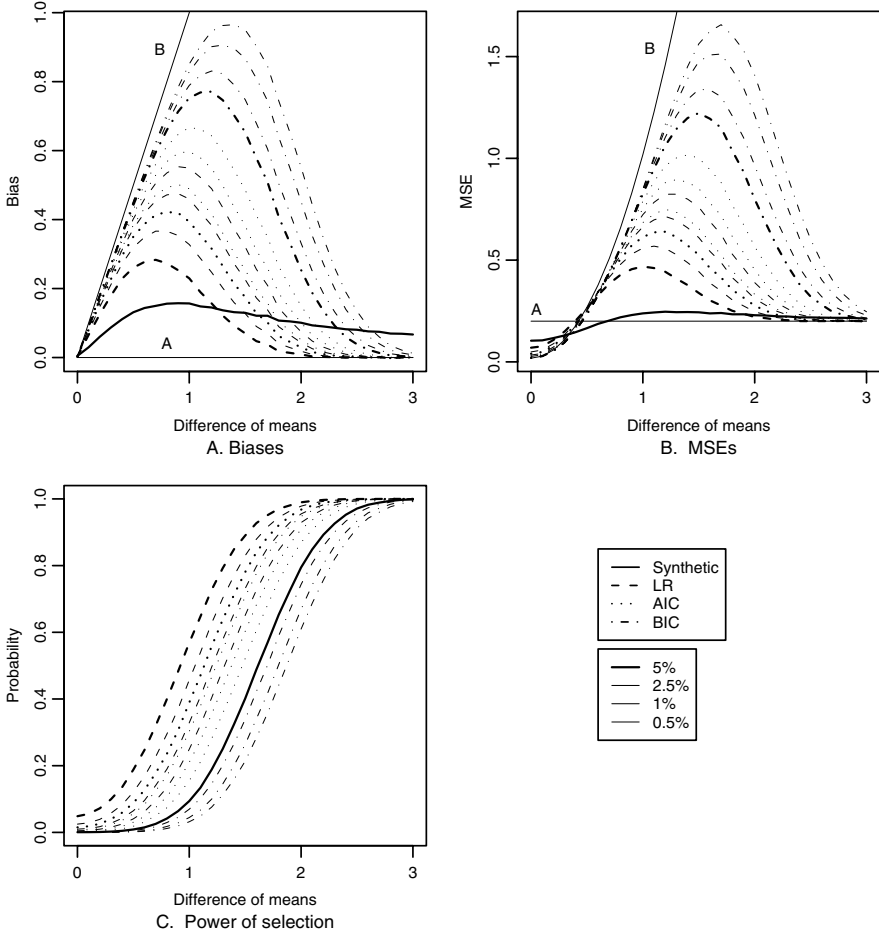 1.0
0.8
0.6
0.4
0.2
0.0
Bias
B
A
0 1 2 3
Difference of means
A. Biases
1.5
1.0
0.5
0.0
MSE
B
A
0 1 2 3
Difference of means
B. MSEs
1.0
0.8
0.6
0.4
0.2
0.0
Probability
0 1 2 3
Difference of means
C. Power of selection
Synthetic
LR
AIC
BIC
5%
2.5%
1%
0.5%